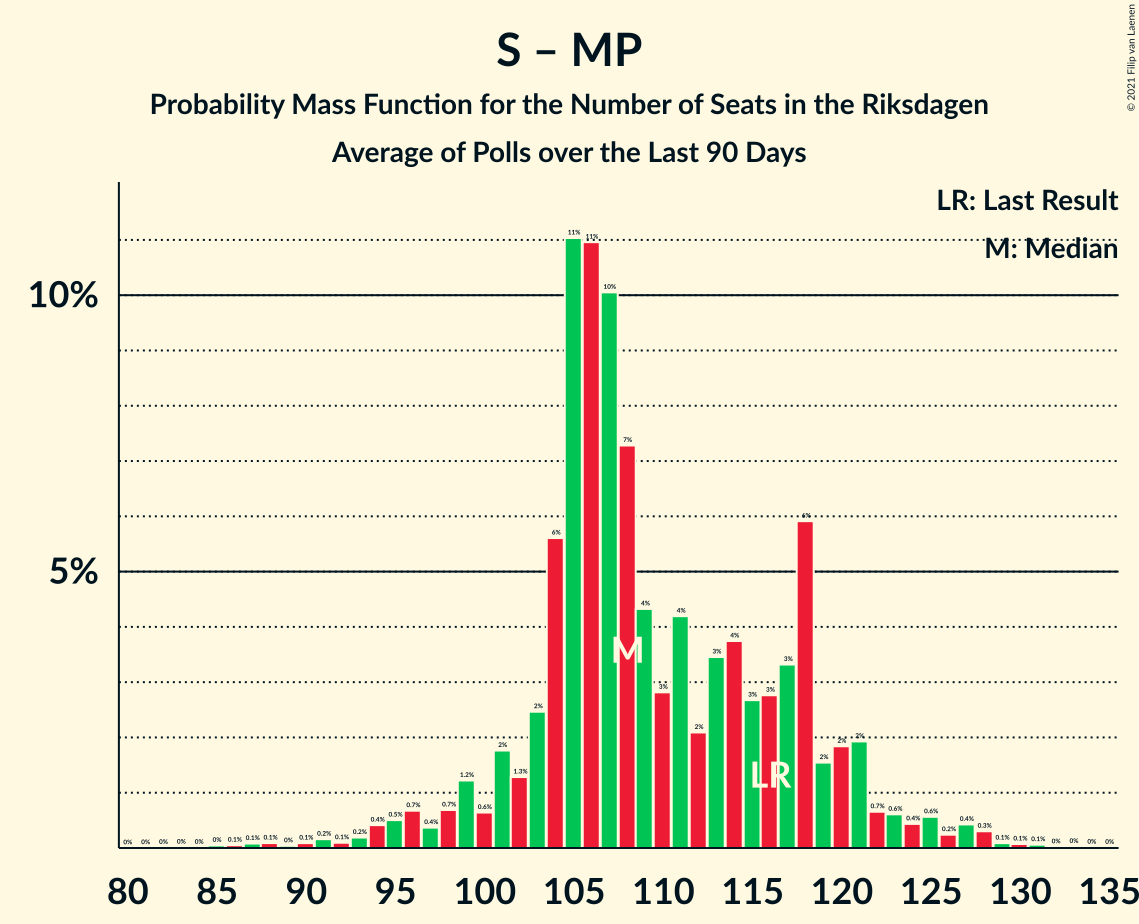 S – MP
Probability Mass Function for the Number of Seats in the Riksdagen
Average of Polls over the Last 90 Days
© 2021 Filip van Laenen
LR: Last Result
M: Median
10%
5%
0% 0% 0% 0% 0% 0% 0.1% 0.1% 0.1% 0% 0.1% 0.2% 0.1% 0.2% 0.4% 0.5% 0.7% 0.4% 0.7% 1.2% 0.6% 2% 1.3% 2% 6% 11% 11% 10% 7% 4% 3% 4% 2% 3% 4% 3% 3% 3% 6% 2% 2% 2% 0.7% 0.6% 0.4% 0.6% 0.2% 0.4% 0.3% 0.1% 0.1% 0.1% 0% 0% 0% 0%
M
LR
80 85 90 95 100 105 110 115 120 125 130 135